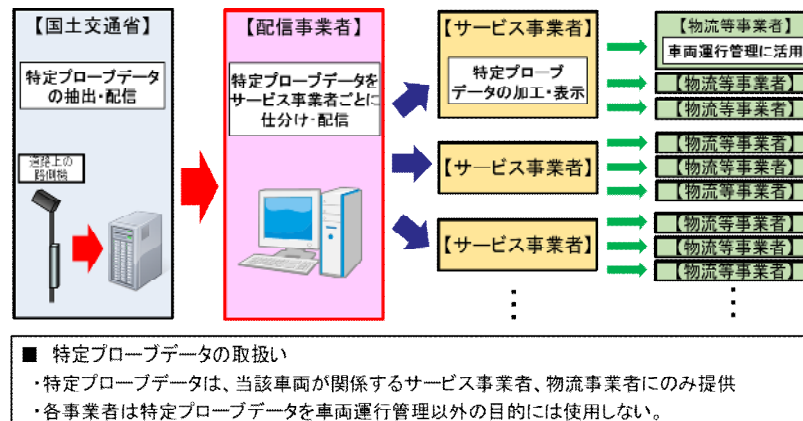 【国土交通省】
特定プローブデータ
の抽出・配信
道路上の
路側機
【配信事業者】
特定プローブデータを
サービス事業者ごとに
仕分け・配信
【サービス事業者】
特定プローブ
データの加工・表示
【サービス事業者】
【サービス事業者】
⋮
【物流等事業者】
車両運行管理に活用
【物流等事業者】
【物流等事業者】
【物流等事業者】
【物流等事業者】
【物流等事業者】
【物流等事業者】
【物流等事業者】
【物流等事業者】
⋮
■ 特定プローブデータの取扱い
・特定プローブデータは、当該車両が関係するサービス事業者、物流事業者にのみ提供
・各事業者は特定プローブデータを車両運行管理以外の目的には使用しない。